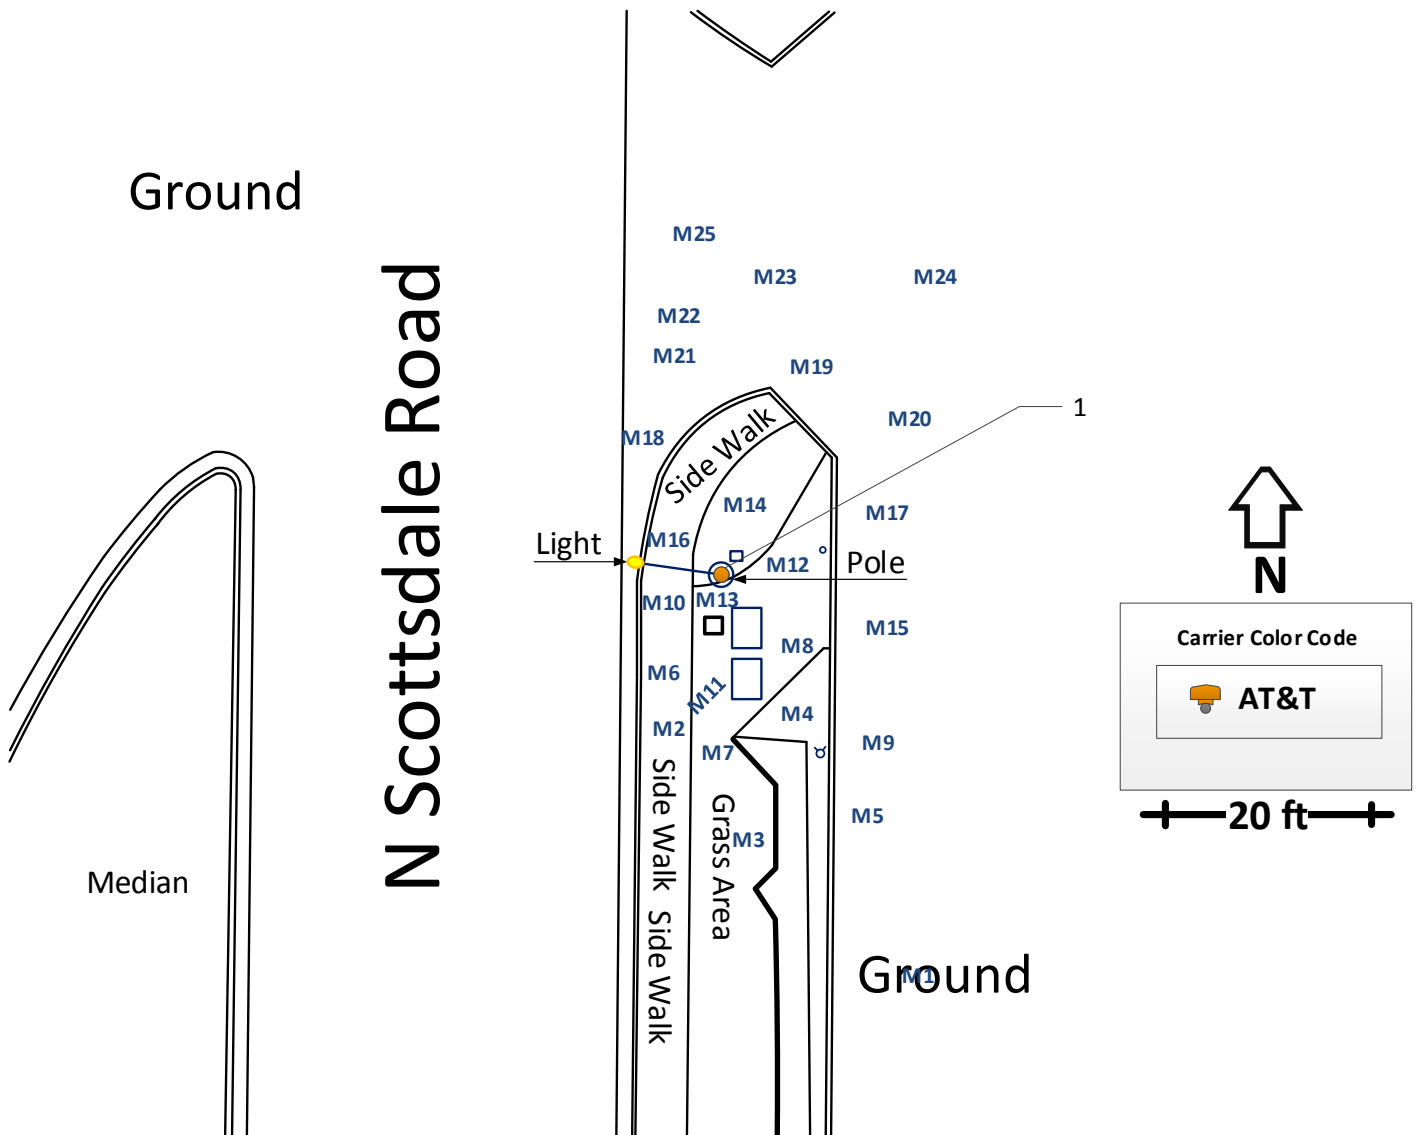 Ground
N Scottsdale Road
M25
M23
M24
M22
M21
M19
1
M20
M18
Side Walk
M14
M17
M16
Light
M12
Pole
M10
M13
M15
M8
M6
M11
M4
M2
M9
M7
Side Walk
Grass Area
M5
M3
Median
Side Walk
Ground
M1
N
Carrier Color Code
AT&T
20 ft